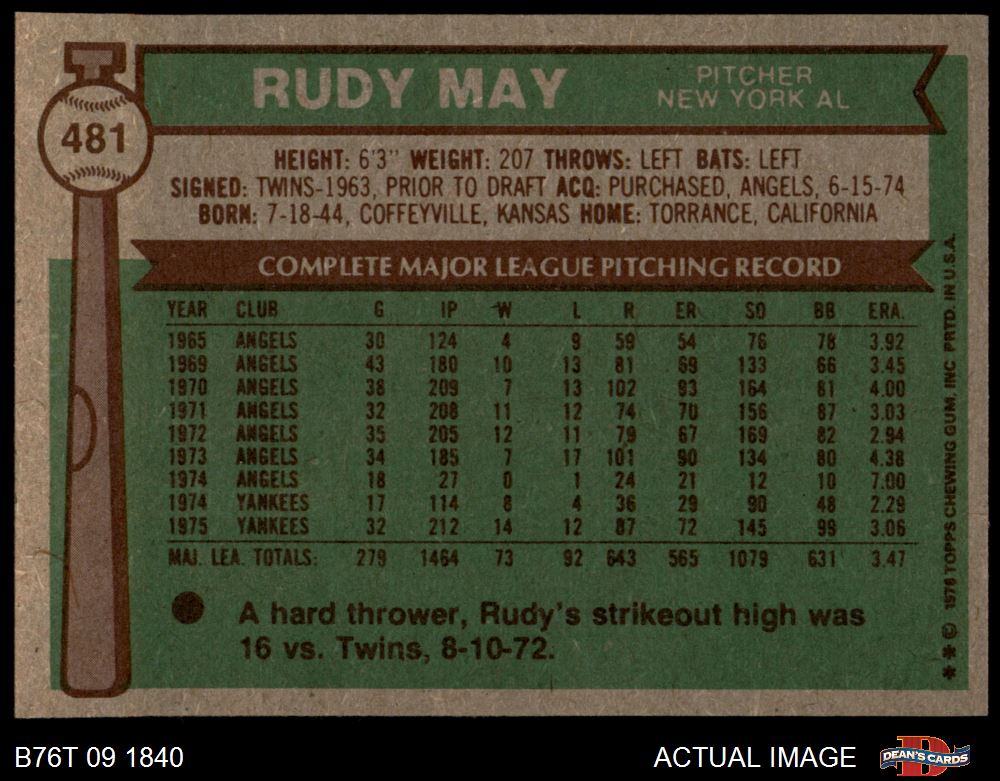 RUDY MAY
PITCHER
NEW YORK AL
481
HEIGHT: 6'3" WEIGHT: 207 THROWS: LEFT BATS: LEFT
SIGNED: TWINS-1963, PRIOR TO DRAFT ACQ: PURCHASED, ANGELS, 6-15-74
BORN: 7-18-44, COFFEYVILLE, KANSAS HOME: TORRANCE, CALIFORNIA
COMPLETE MAJOR LEAGUE PITCHING RECORD
YEAR CLUB G IP W L R ER SO BB ERA
1965 ANGELS 30 124 4 9 59 54 76 78 3.92
1969 ANGELS 43 180 10 13 81 69 133 66 3.45
1970 ANGELS 38 209 7 13 102 93 164 81 4.00
1971 ANGELS 32 208 11 12 74 70 156 87 3.03
1972 ANGELS 35 205 12 11 79 67 169 82 2.94
1973 ANGELS 34 185 7 17 101 90 134 80 4.38
1974 ANGELS 18 27 0 1 24 21 12 10 7.00
1974 YANKEES 17 114 8 4 36 29 90 48 2.29
1975 YANKEES 32 212 14 12 87 72 145 99 3.06
MAJ. LEA. TOTALS: 279 1464 73 92 643 565 1079 631 3.47
A hard thrower, Rudy's strikeout high was
16 vs. Twins, 8-10-72.
* * © 1976 TOPPS CHEWING GUM, INC PRTD. IN U.S.A.
B76T 09 1840
ACTUAL IMAGE
DEAN'S CARDS